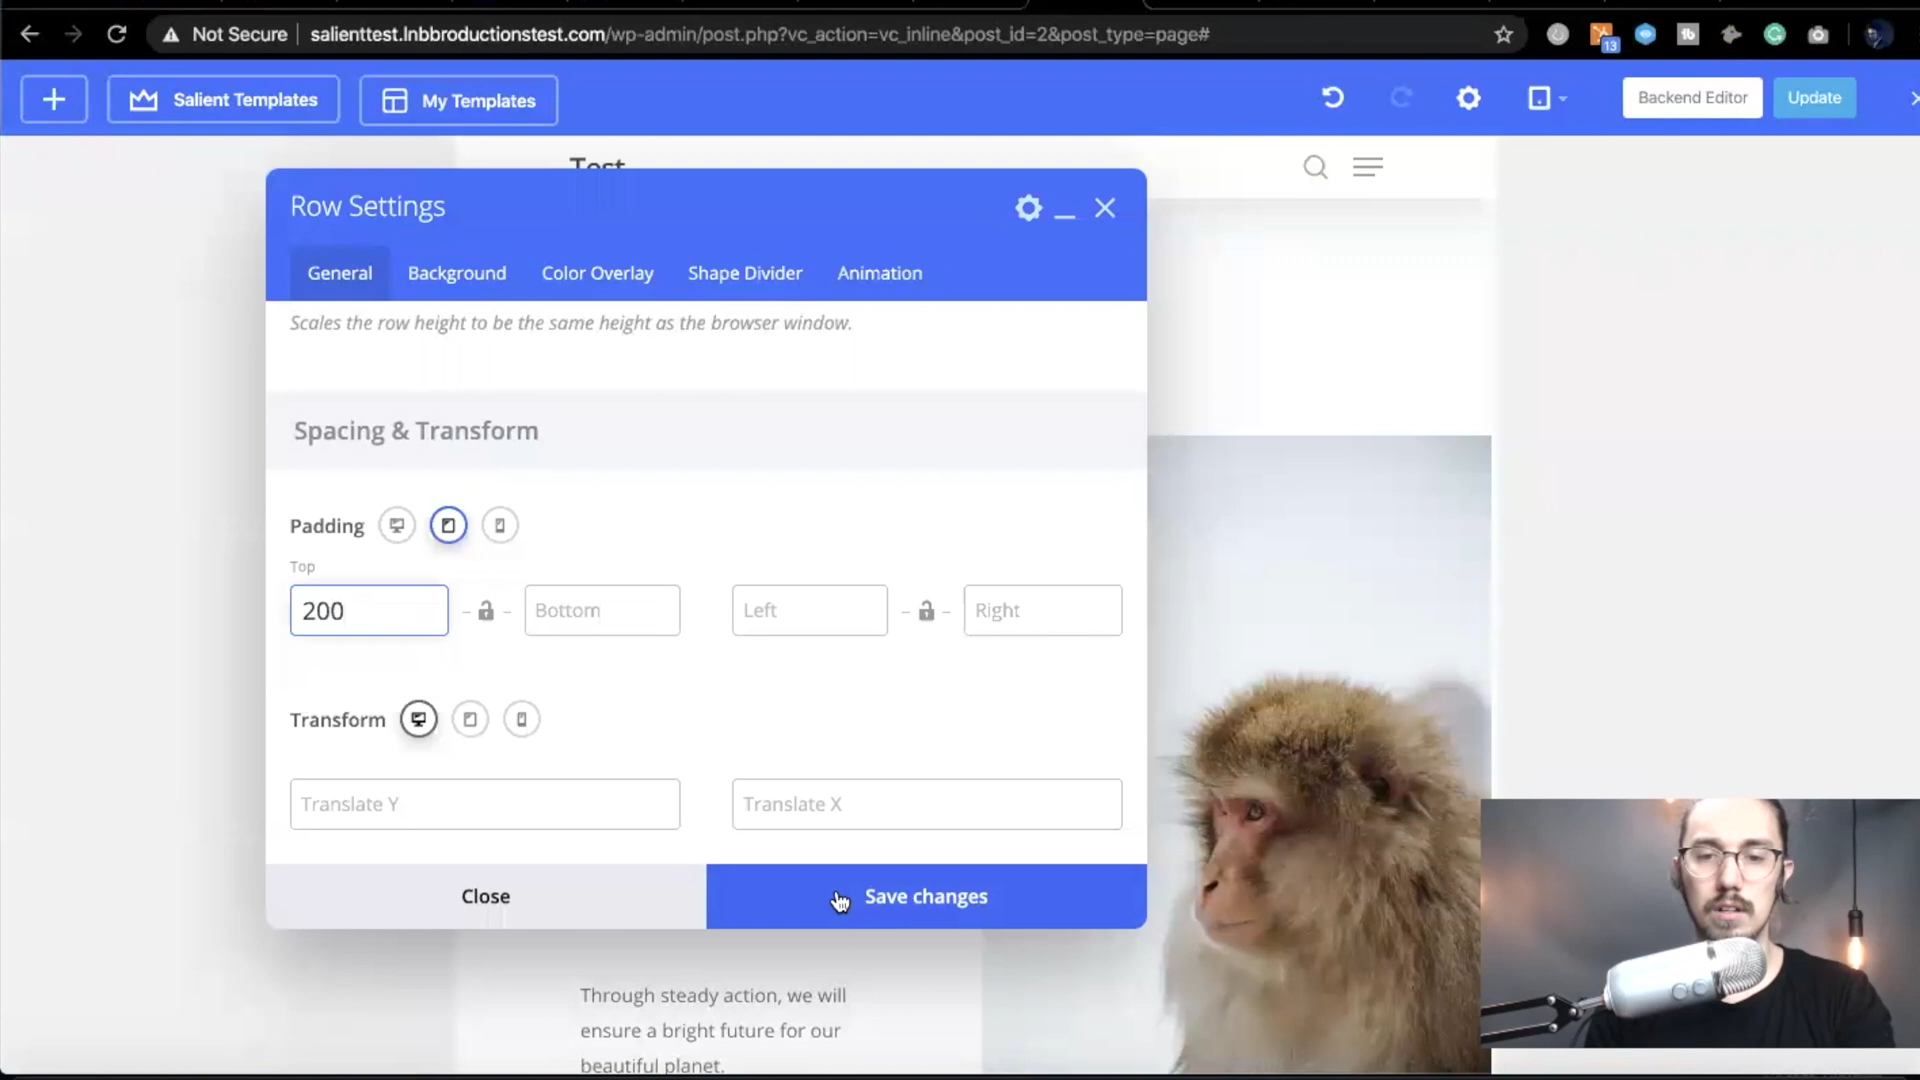 Not Secure
salienttest.lnbbroductionstest.com/wp-admin/post.php?vc_action=vc_inline&post_id=2&post_type=page#
13
Salient Templates
My Templates
Backend Editor
Update
Test
Row Settings
General
Background
Color Overlay
Shape Divider
Animation
Scales the row height to be the same height as the browser window.
Spacing & Transform
Padding
Top
200
Bottom
Left
Right
Transform
Translate Y
Translate X
Close
Save changes
Through steady action, we will
ensure a bright future for our
beautiful planet.